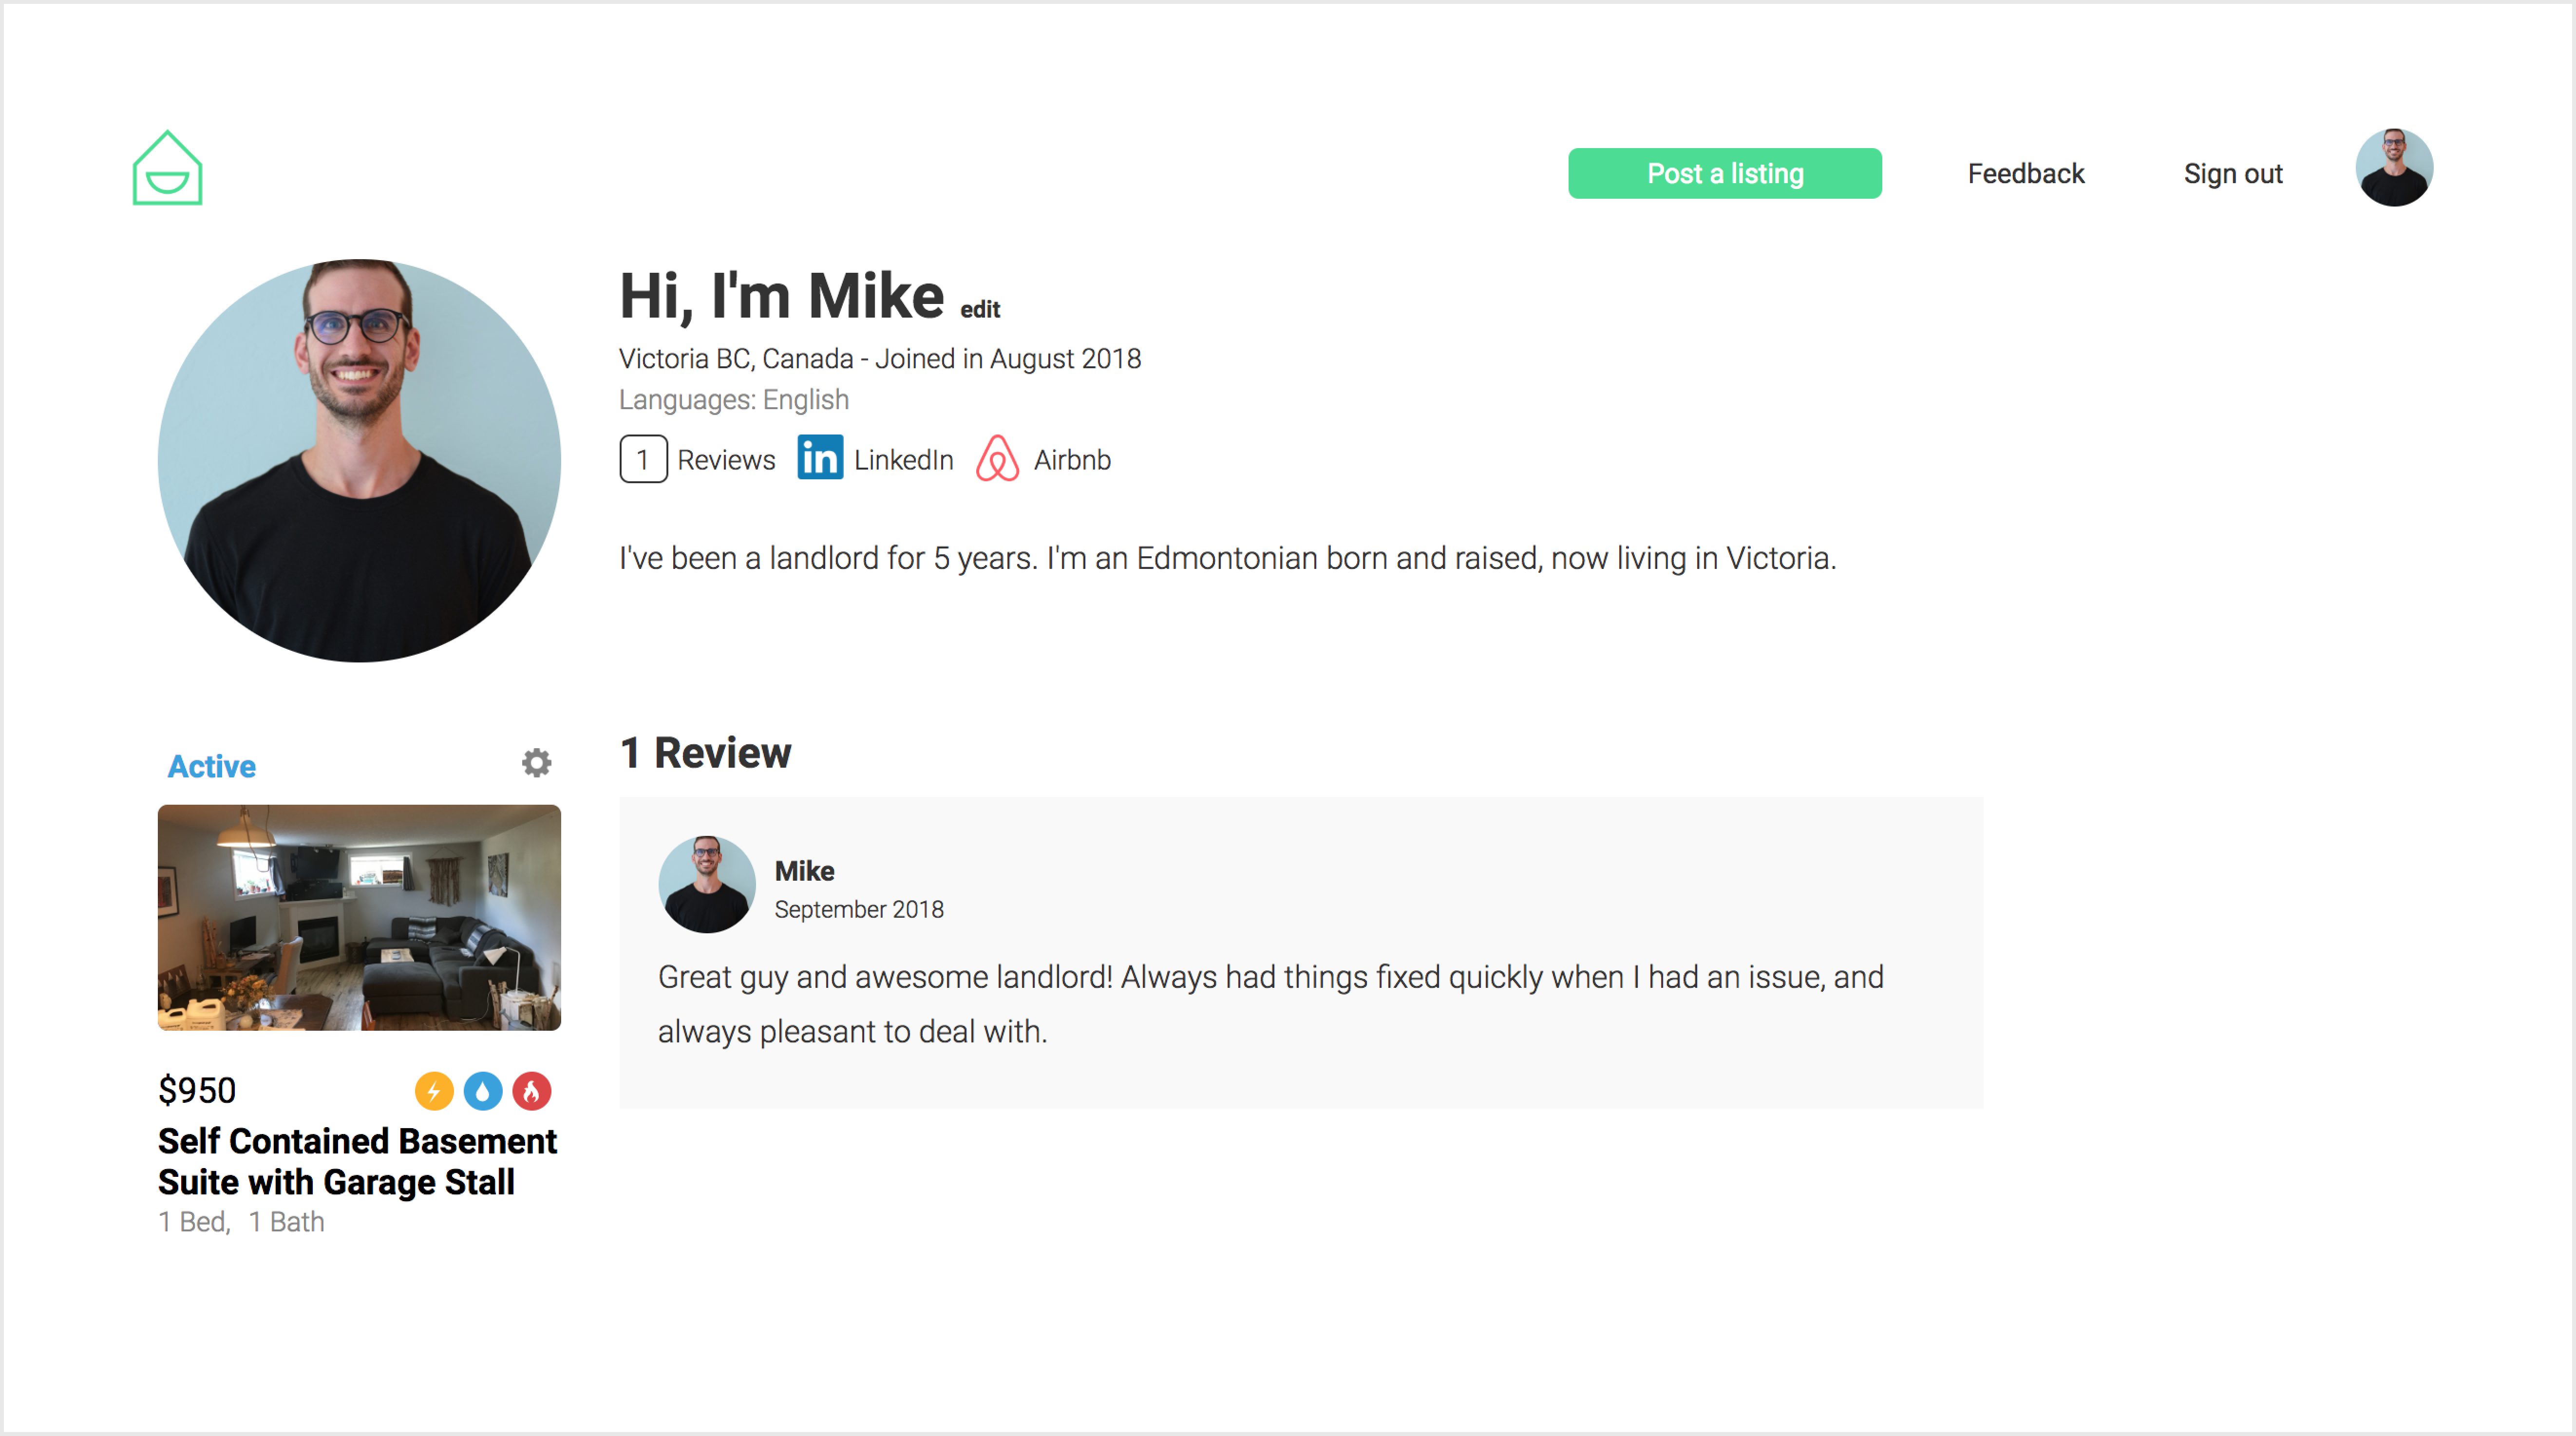 Post a listing
Feedback
Sign out
Hi, I'm Mike edit
Victoria BC, Canada - Joined in August 2018
Languages: English
1 Reviews in LinkedIn Airbnb
I've been a landlord for 5 years. I'm an Edmontonian born and raised, now living in Victoria.
Active
$950
Self Contained Basement
Suite with Garage Stall
1 Bed, 1 Bath
1 Review
Mike
September 2018
Great guy and awesome landlord! Always had things fixed quickly when I had an issue, and
always pleasant to deal with.